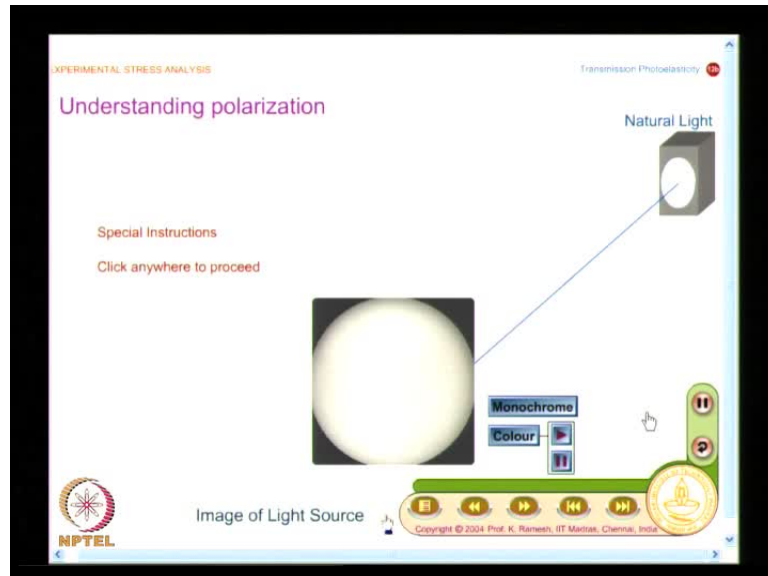 EXPERIMENTAL STRESS ANALYSIS
Transmission Photoelasticity 13b
Understanding polarization
Natural Light
Special Instructions
Click anywhere to proceed
Monochrome
Colour
Image of Light Source
Copyright © 2004 Prof. K. Ramesh, IIT Madras, Chennai, India
NPTEL